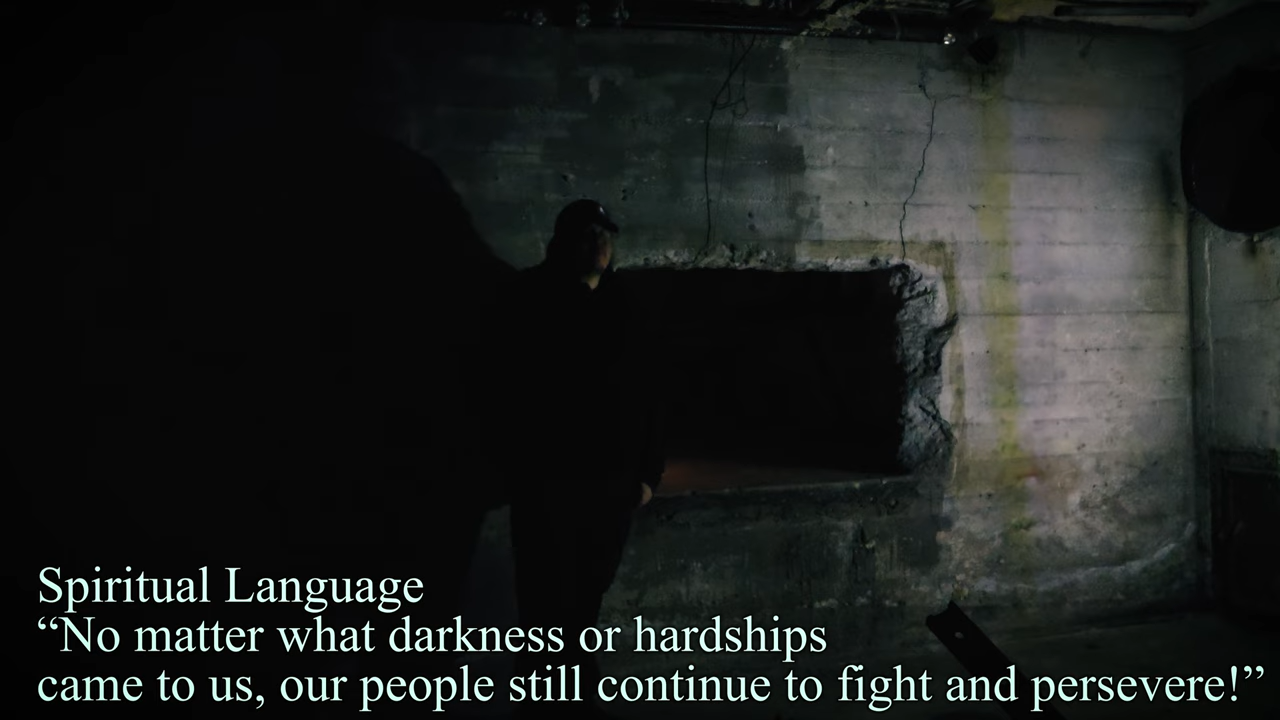 Spiritual Language
“No matter what darkness or hardships
came to us, our people still continue to fight and persevere!”